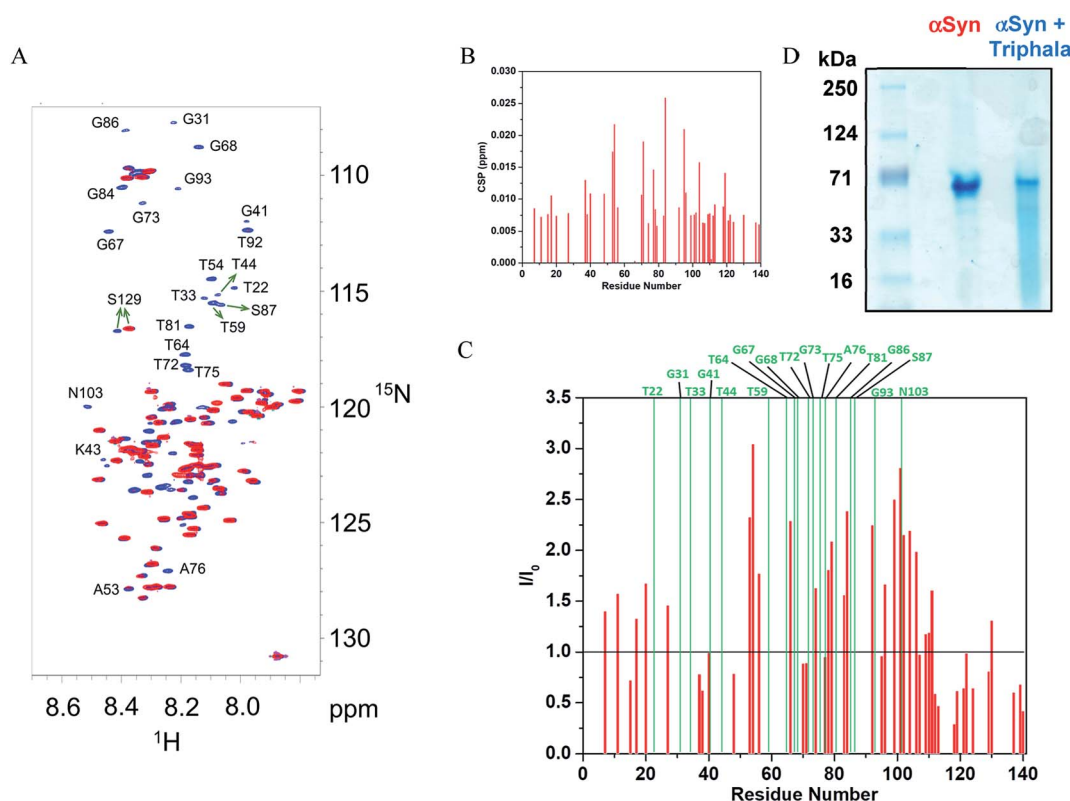 A
G86
G31
G68
G84
G93
G73
G41
G67
T92
T54
T44
T33
T22
S129
T59
S87
T81
T64
T72
T75
N103
K43
A53
A76
110
115
120
125
130
15N
8.6
8.4
8.2
8.0
ppm
1H
B
0.030
0.025
0.020
0.015
0.010
0.005
0.000
CSP (ppm)
0
20
40
60
80
100
120
140
Residue Number
αSyn
αSyn +
Triphala
D
kDa
250
124
71
33
16
C
T22
G31
T33
G41
T44
T59
T64
G67
G68
T72
G73
T75
A76
T81
G86
S87
G93
N103
3.5
3.0
2.5
2.0
1.5
1.0
0.5
0.0
I/I0
0
20
40
60
80
100
120
140
Residue Number